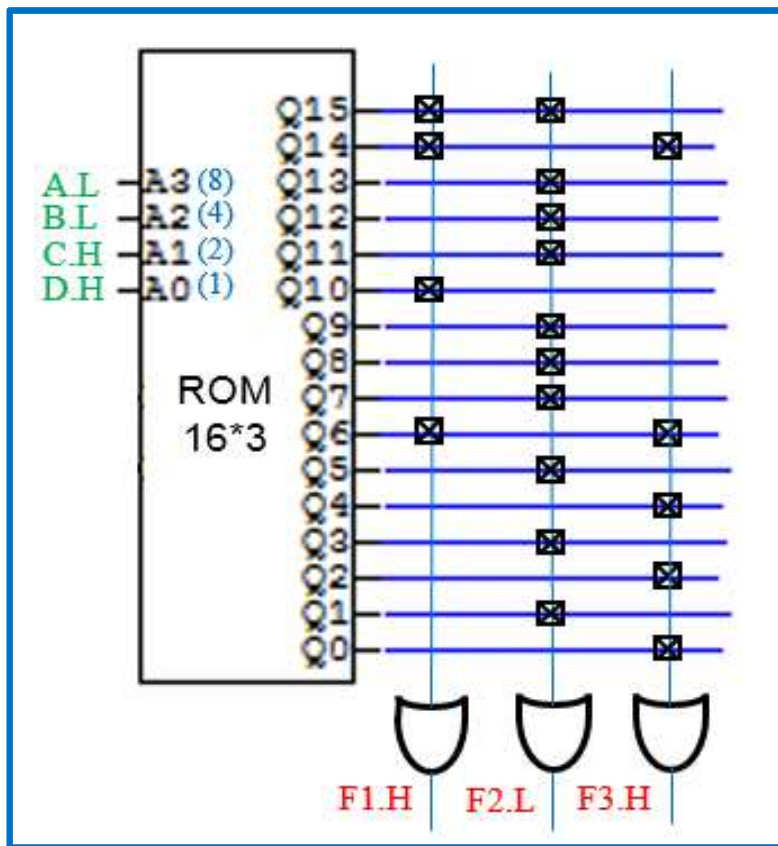 Q15
Q14
A.L A3 (8) Q13
B.L A2 (4) Q12
C.H A1 (2) Q11
D.H A0 (1) Q10
Q9
Q8
ROM Q7
16*3 Q6
Q5
Q4
Q3
Q2
Q1
Q0
F1.H F2.L F3.H